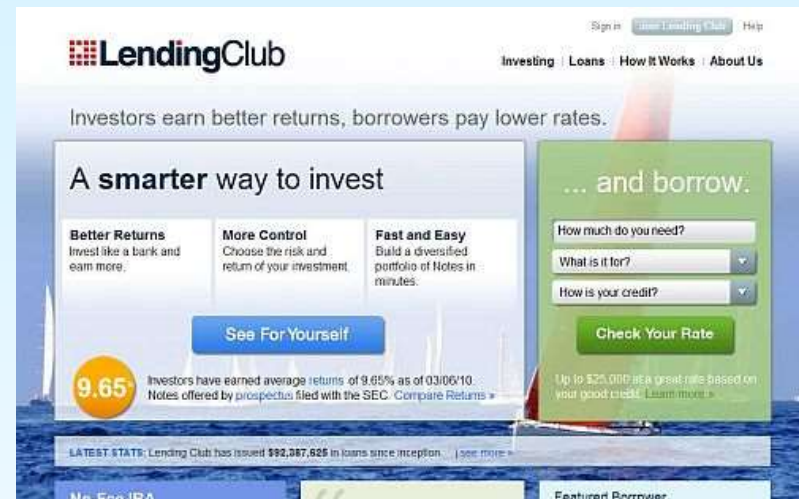 Sign in Join Lending Club Help
LendingClub
Investing Loans How It Works About Us
Investors earn better returns, borrowers pay lower rates.
A smarter way to invest
Better Returns
Invest like a bank and
earn more.
More Control
Choose the risk and
return of your investment.
Fast and Easy
Build a diversified
portfolio of Notes in
minutes.
See For Yourself
9.65%
Investors have earned average returns of 9.65% as of 03/06/10.
Notes offered by prospectus filed with the SEC. Compare Returns »
... and borrow.
How much do you need?
What is it for?
How is your credit?
Check Your Rate
Up to $25,000 at a great rate based on
your good credit. Learn more »
LATEST STATS: Lending Club has issued $92,387,625 in loans since inception. | see more »
No-Fee IRA
Featured Borrower